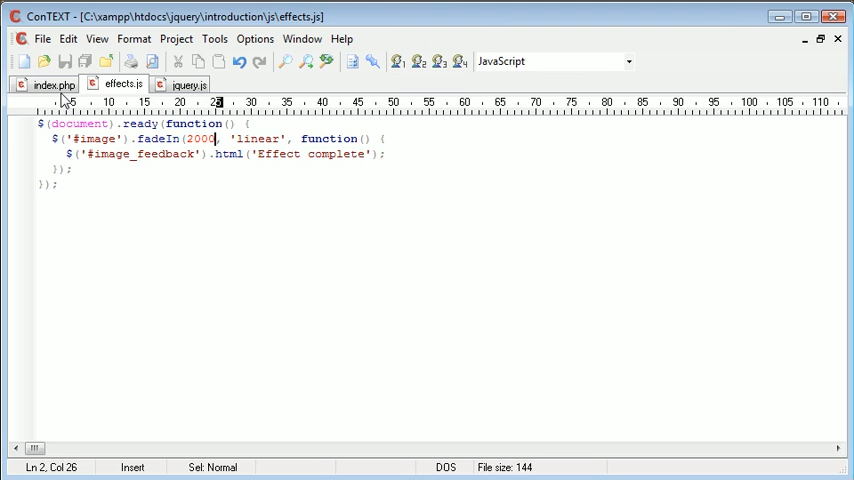 ConTEXT - [C:\xampp\htdocs\jquery\introduction\js\effects.js]
File Edit View Format Project Tools Options Window Help
JavaScript
index.php effects.js jquery.js
5 10 15 20 25 30 35 40 45 50 55 60 65 70 75 80 85 90 95 100 105 110
$(document).ready(function() {
$('#image').fadeIn(2000, 'linear', function() {
$('#image_feedback').html('Effect complete');
});
});
Ln 2, Col 26 Insert Sel: Normal DOS File size: 144